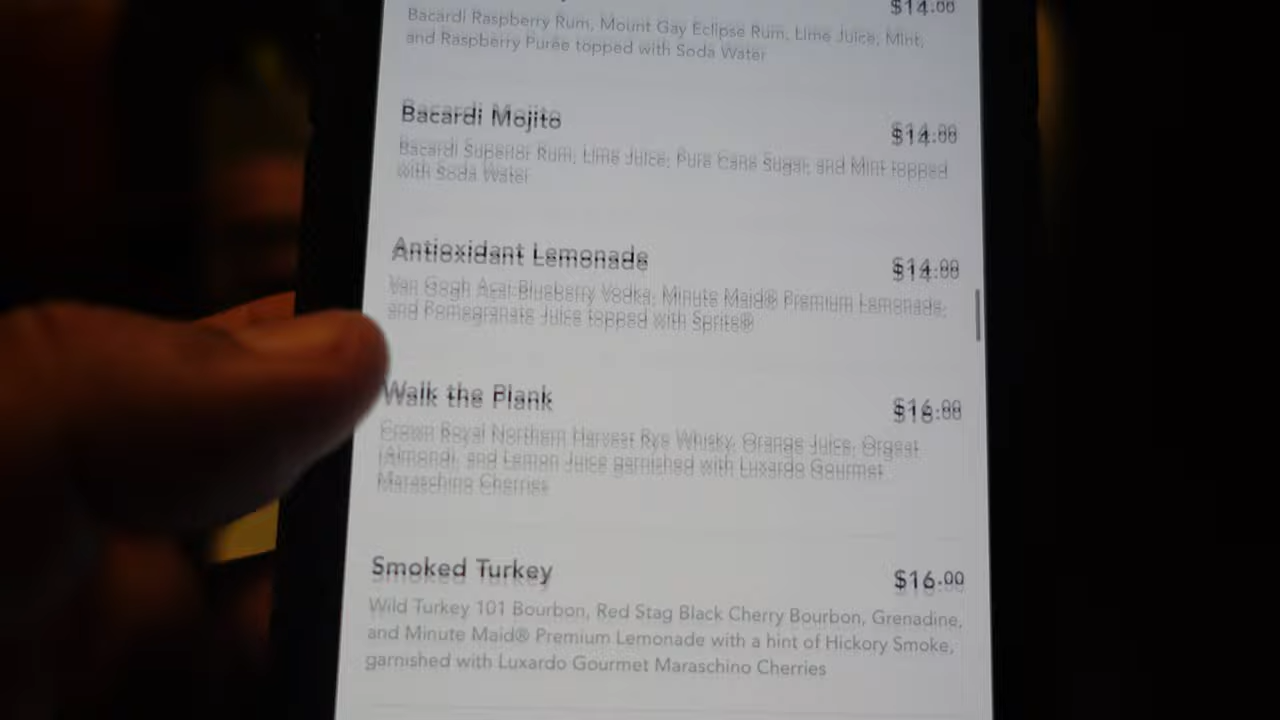 $14.00
Bacardi Raspberry Rum, Mount Gay Eclipse Rum, Lime Juice, Mint,
and Raspberry Purée topped with Soda Water
Bacardi Mojito
$14.00
Bacardi Superior Rum, Lime Juice, Pure Cane Sugar, and Mint topped
with Soda Water
Antioxidant Lemonade
$14.00
Van Gogh Açai-Blueberry Vodka, Minute Maid® Premium Lemonade,
and Pomegranate Juice topped with Sprite®
Walk the Plank
$16.00
Crown Royal Northern Harvest Rye Whisky, Orange Juice, Orgeat
(Almond), and Lemon Juice garnished with Luxardo Gourmet
Maraschino Cherries
Smoked Turkey
$16.00
Wild Turkey 101 Bourbon, Red Stag Black Cherry Bourbon, Grenadine,
and Minute Maid® Premium Lemonade with a hint of Hickory Smoke,
garnished with Luxardo Gourmet Maraschino Cherries